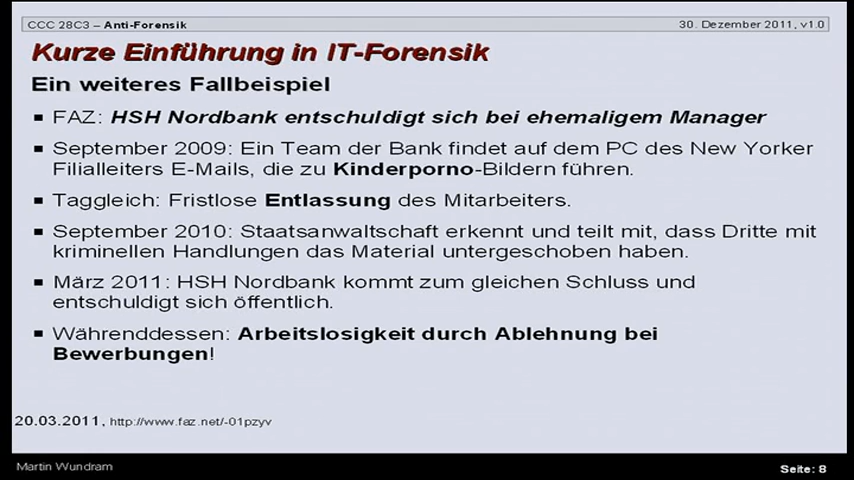 CCC 28C3 – Anti-Forensik
30. Dezember 2011, v1.0
Kurze Einführung in IT-Forensik
Ein weiteres Fallbeispiel
FAZ: HSH Nordbank entschuldigt sich bei ehemaligem Manager
September 2009: Ein Team der Bank findet auf dem PC des New Yorker
Filialleiters E-Mails, die zu Kinderporno-Bildern führen.
Taggleich: Fristlose Entlassung des Mitarbeiters.
September 2010: Staatsanwaltschaft erkennt und teilt mit, dass Dritte mit
kriminellen Handlungen das Material untergeschoben haben.
März 2011: HSH Nordbank kommt zum gleichen Schluss und
entschuldigt sich öffentlich.
Währenddessen: Arbeitslosigkeit durch Ablehnung bei
Bewerbungen!
20.03.2011, http://www.faz.net/-01pzyv
Martin Wundram
Seite: 8